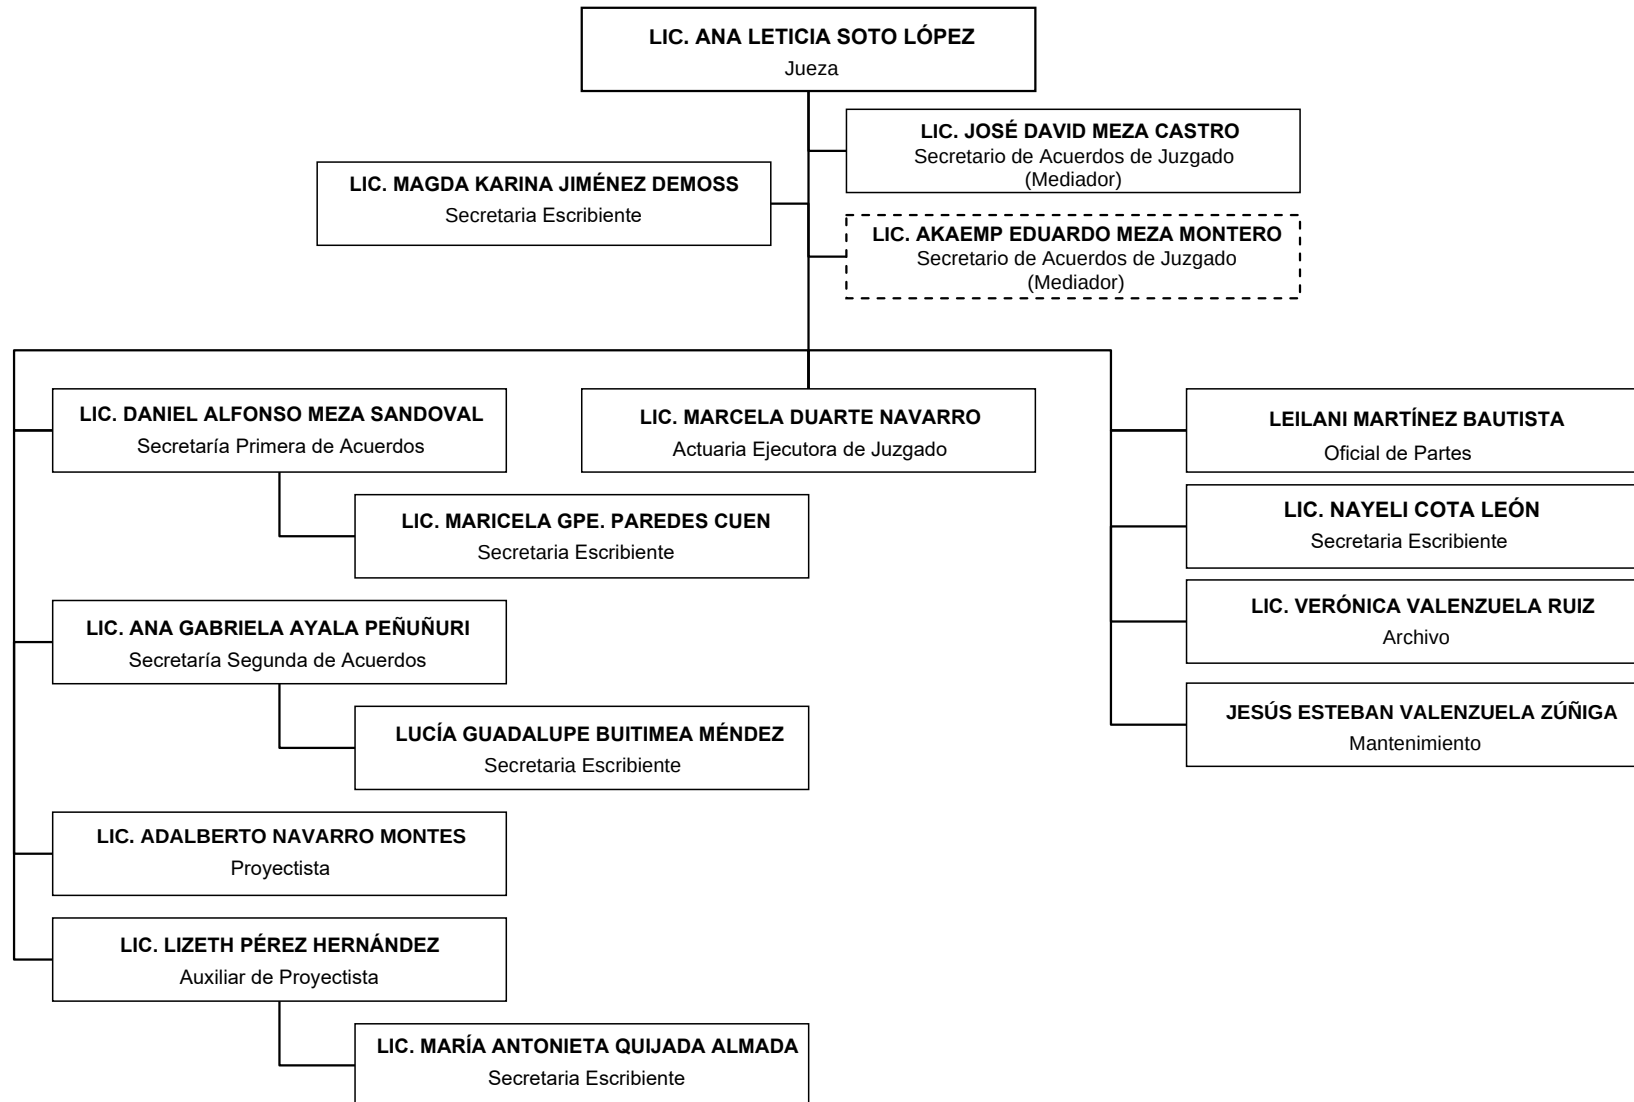 LIC. ANA LETICIA SOTO LÓPEZ
Jueza
LIC. JOSÉ DAVID MEZA CASTRO
Secretario de Acuerdos de Juzgado
(Mediador)
LIC. MAGDA KARINA JIMÉNEZ DEMOSS
Secretaria Escribiente
LIC. AKAEMP EDUARDO MEZA MONTERO
Secretario de Acuerdos de Juzgado
(Mediador)
LIC. DANIEL ALFONSO MEZA SANDOVAL
Secretaría Primera de Acuerdos
LIC. MARICELA GPE. PAREDES CUEN
Secretaria Escribiente
LIC. ANA GABRIELA AYALA PEÑUÑURI
Secretaría Segunda de Acuerdos
LUCÍA GUADALUPE BUITIMEA MÉNDEZ
Secretaria Escribiente
LIC. ADALBERTO NAVARRO MONTES
Proyectista
LIC. LIZETH PÉREZ HERNÁNDEZ
Auxiliar de Proyectista
LIC. MARÍA ANTONIETA QUIJADA ALMADA
Secretaria Escribiente
LIC. MARCELA DUARTE NAVARRO
Actuaria Ejecutora de Juzgado
LEILANI MARTÍNEZ BAUTISTA
Oficial de Partes
LIC. NAYELI COTA LEÓN
Secretaria Escribiente
LIC. VERÓNICA VALENZUELA RUIZ
Archivo
JESÚS ESTEBAN VALENZUELA ZÚÑIGA
Mantenimiento